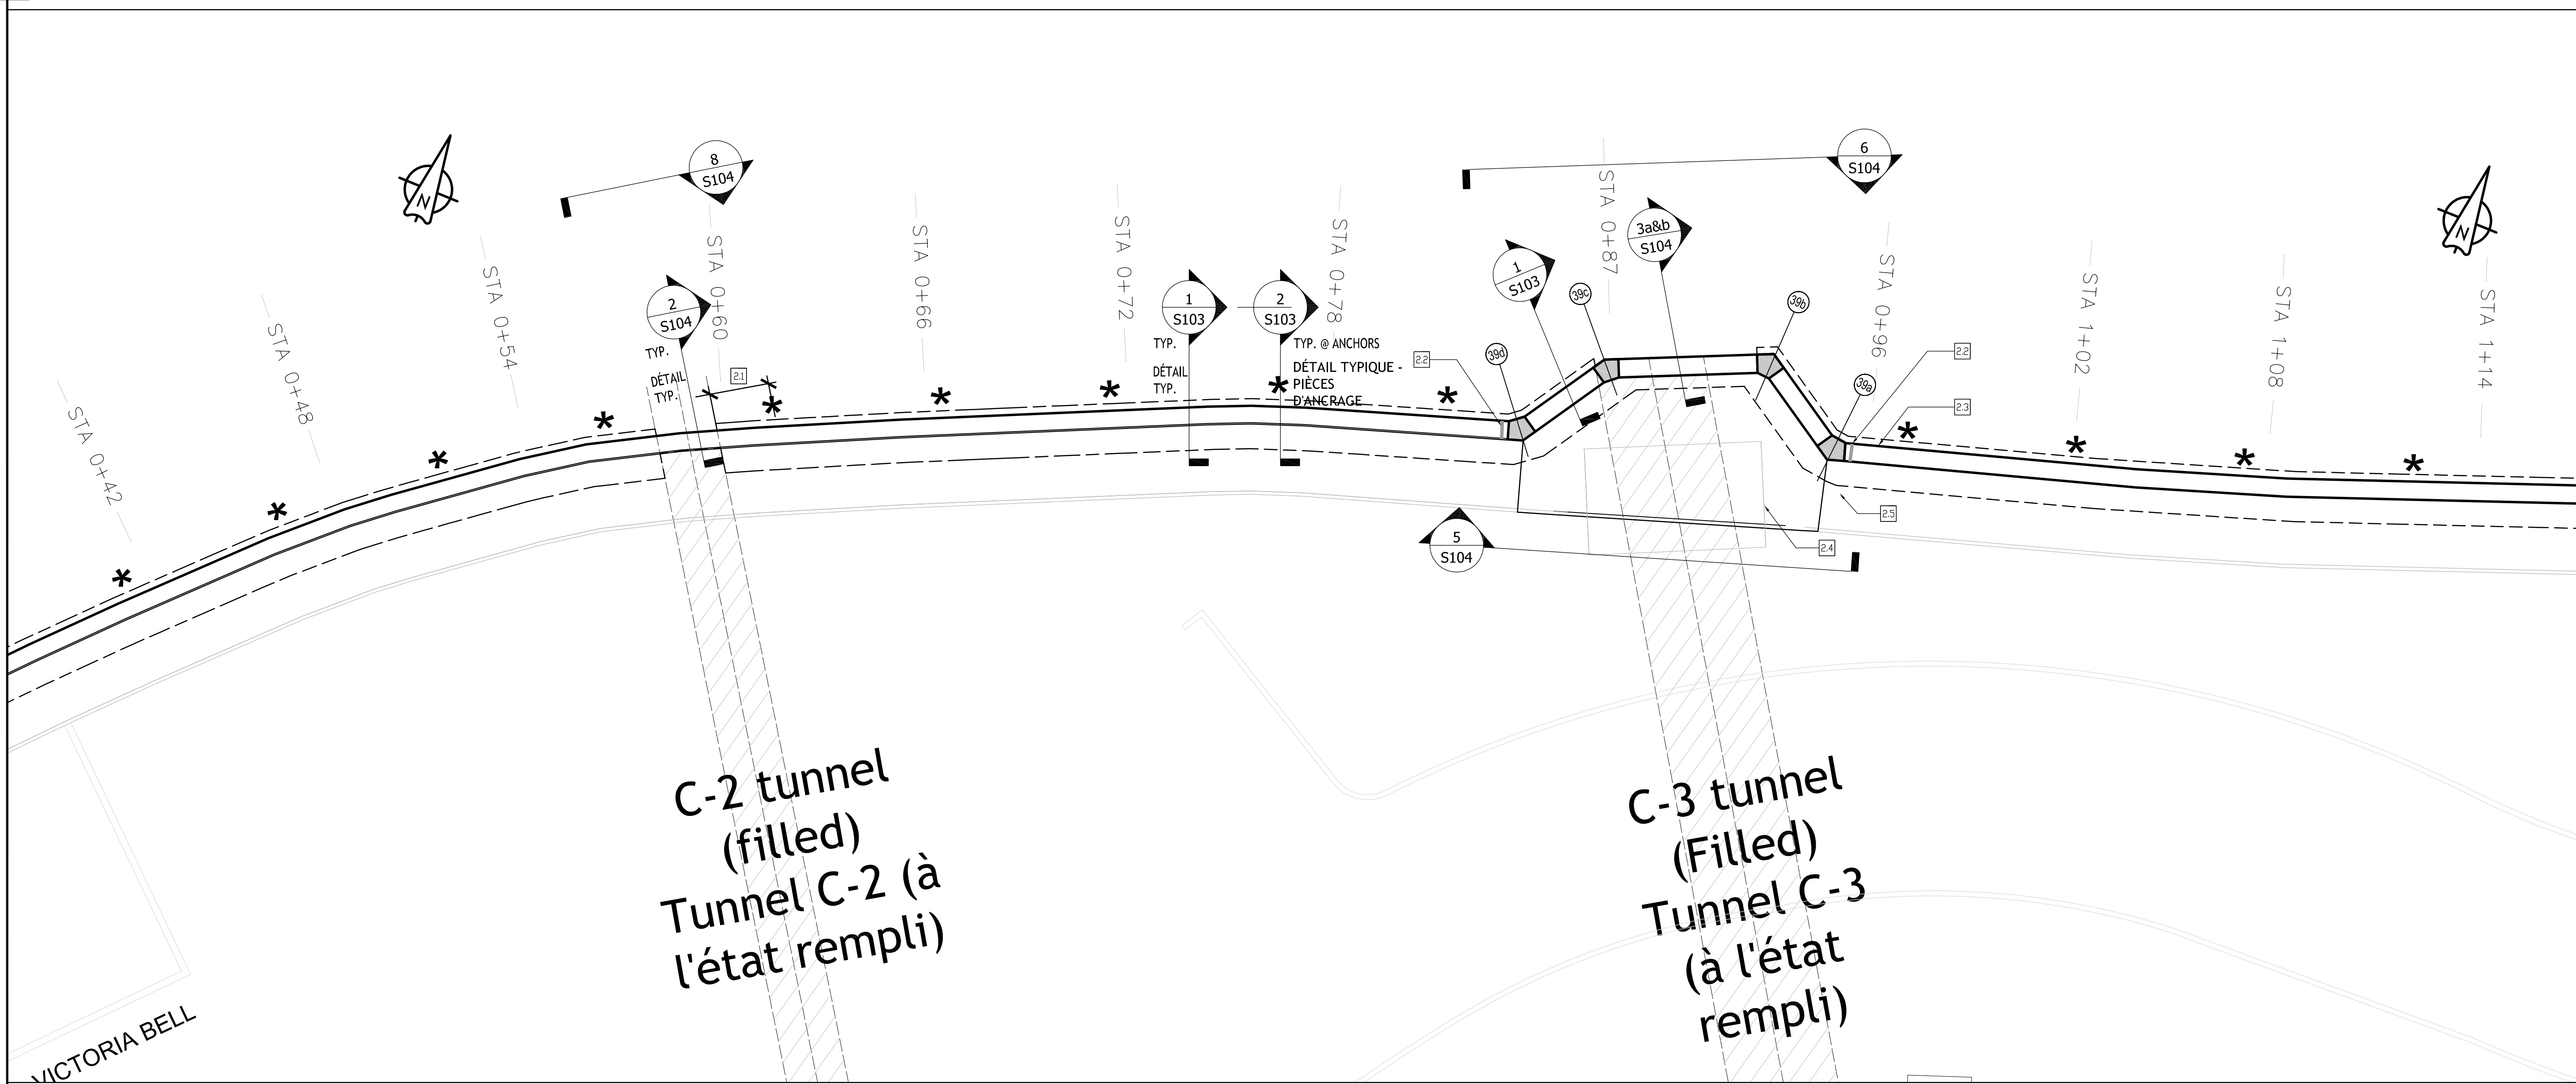 8
S104
6
S104
N
N
STA 0+42
STA 0+48
STA 0+54
STA 0+60
STA 0+66
STA 0+72
STA 0+78
STA 0+87
STA 0+96
STA 1+02
STA 1+08
STA 1+14
2
S104
TYP.
DÉTAIL
TYP.
2.1
1
S103
TYP.
DÉTAIL
TYP.
2
S103
TYP. @ ANCHORS
DÉTAIL TYPIQUE -
PIÈCES
D'ANCRAGE
2.2
39d
1
S103
39c
3a&b
S104
39b
39a
2.2
2.3
2.5
2.4
5
S104
C-2 tunnel
(filled)
Tunnel C-2 (à
l'état rempli)
C-3 tunnel
(Filled)
Tunnel C-3
(à l'état
rempli)
VICTORIA BELL